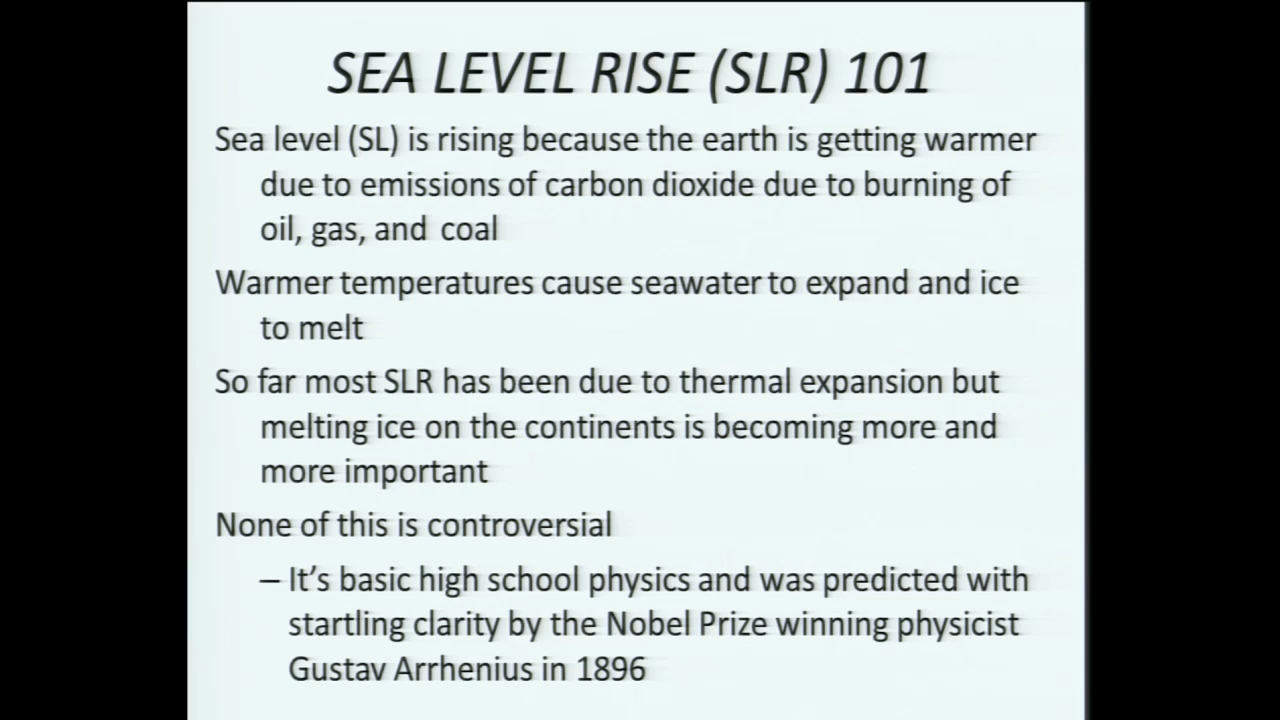 SEA LEVEL RISE (SLR) 101
Sea level (SL) is rising because the earth is getting warmer
due to emissions of carbon dioxide due to burning of
oil, gas, and coal
Warmer temperatures cause seawater to expand and ice
to melt
So far most SLR has been due to thermal expansion but
melting ice on the continents is becoming more and
more important
None of this is controversial
– It’s basic high school physics and was predicted with
startling clarity by the Nobel Prize winning physicist
Gustav Arrhenius in 1896